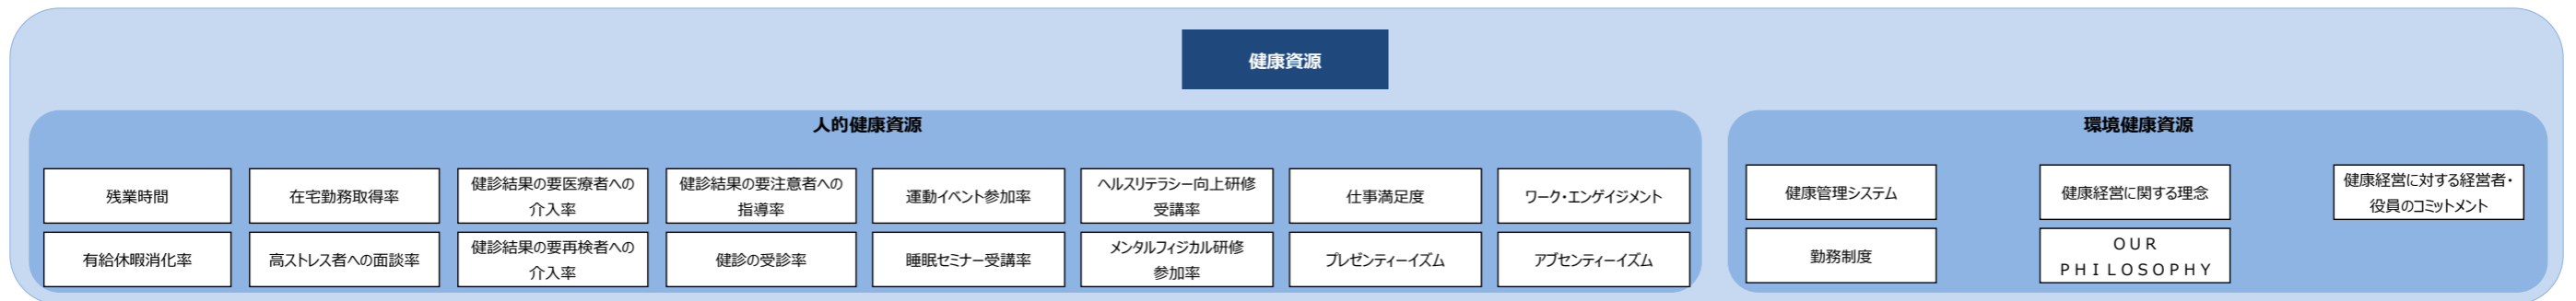 健康資源
人的健康資源
残業時間
在宅勤務取得率
健診結果の要医療者への
介入率
健診結果の要注意者への
指導率
運動イベント参加率
ヘルスリテラシー向上研修
受講率
仕事満足度
ワーク・エンゲイジメント
有給休暇消化率
高ストレス者への面談率
健診結果の要再検者への
介入率
健診の受診率
睡眠セミナー受講率
メンタルフィジカル研修
参加率
プレゼンティーイズム
アブセンティーイズム
環境健康資源
健康管理システム
健康経営に関する理念
健康経営に対する経営者・
役員のコミットメント
勤務制度
OUR
PHILOSOPHY